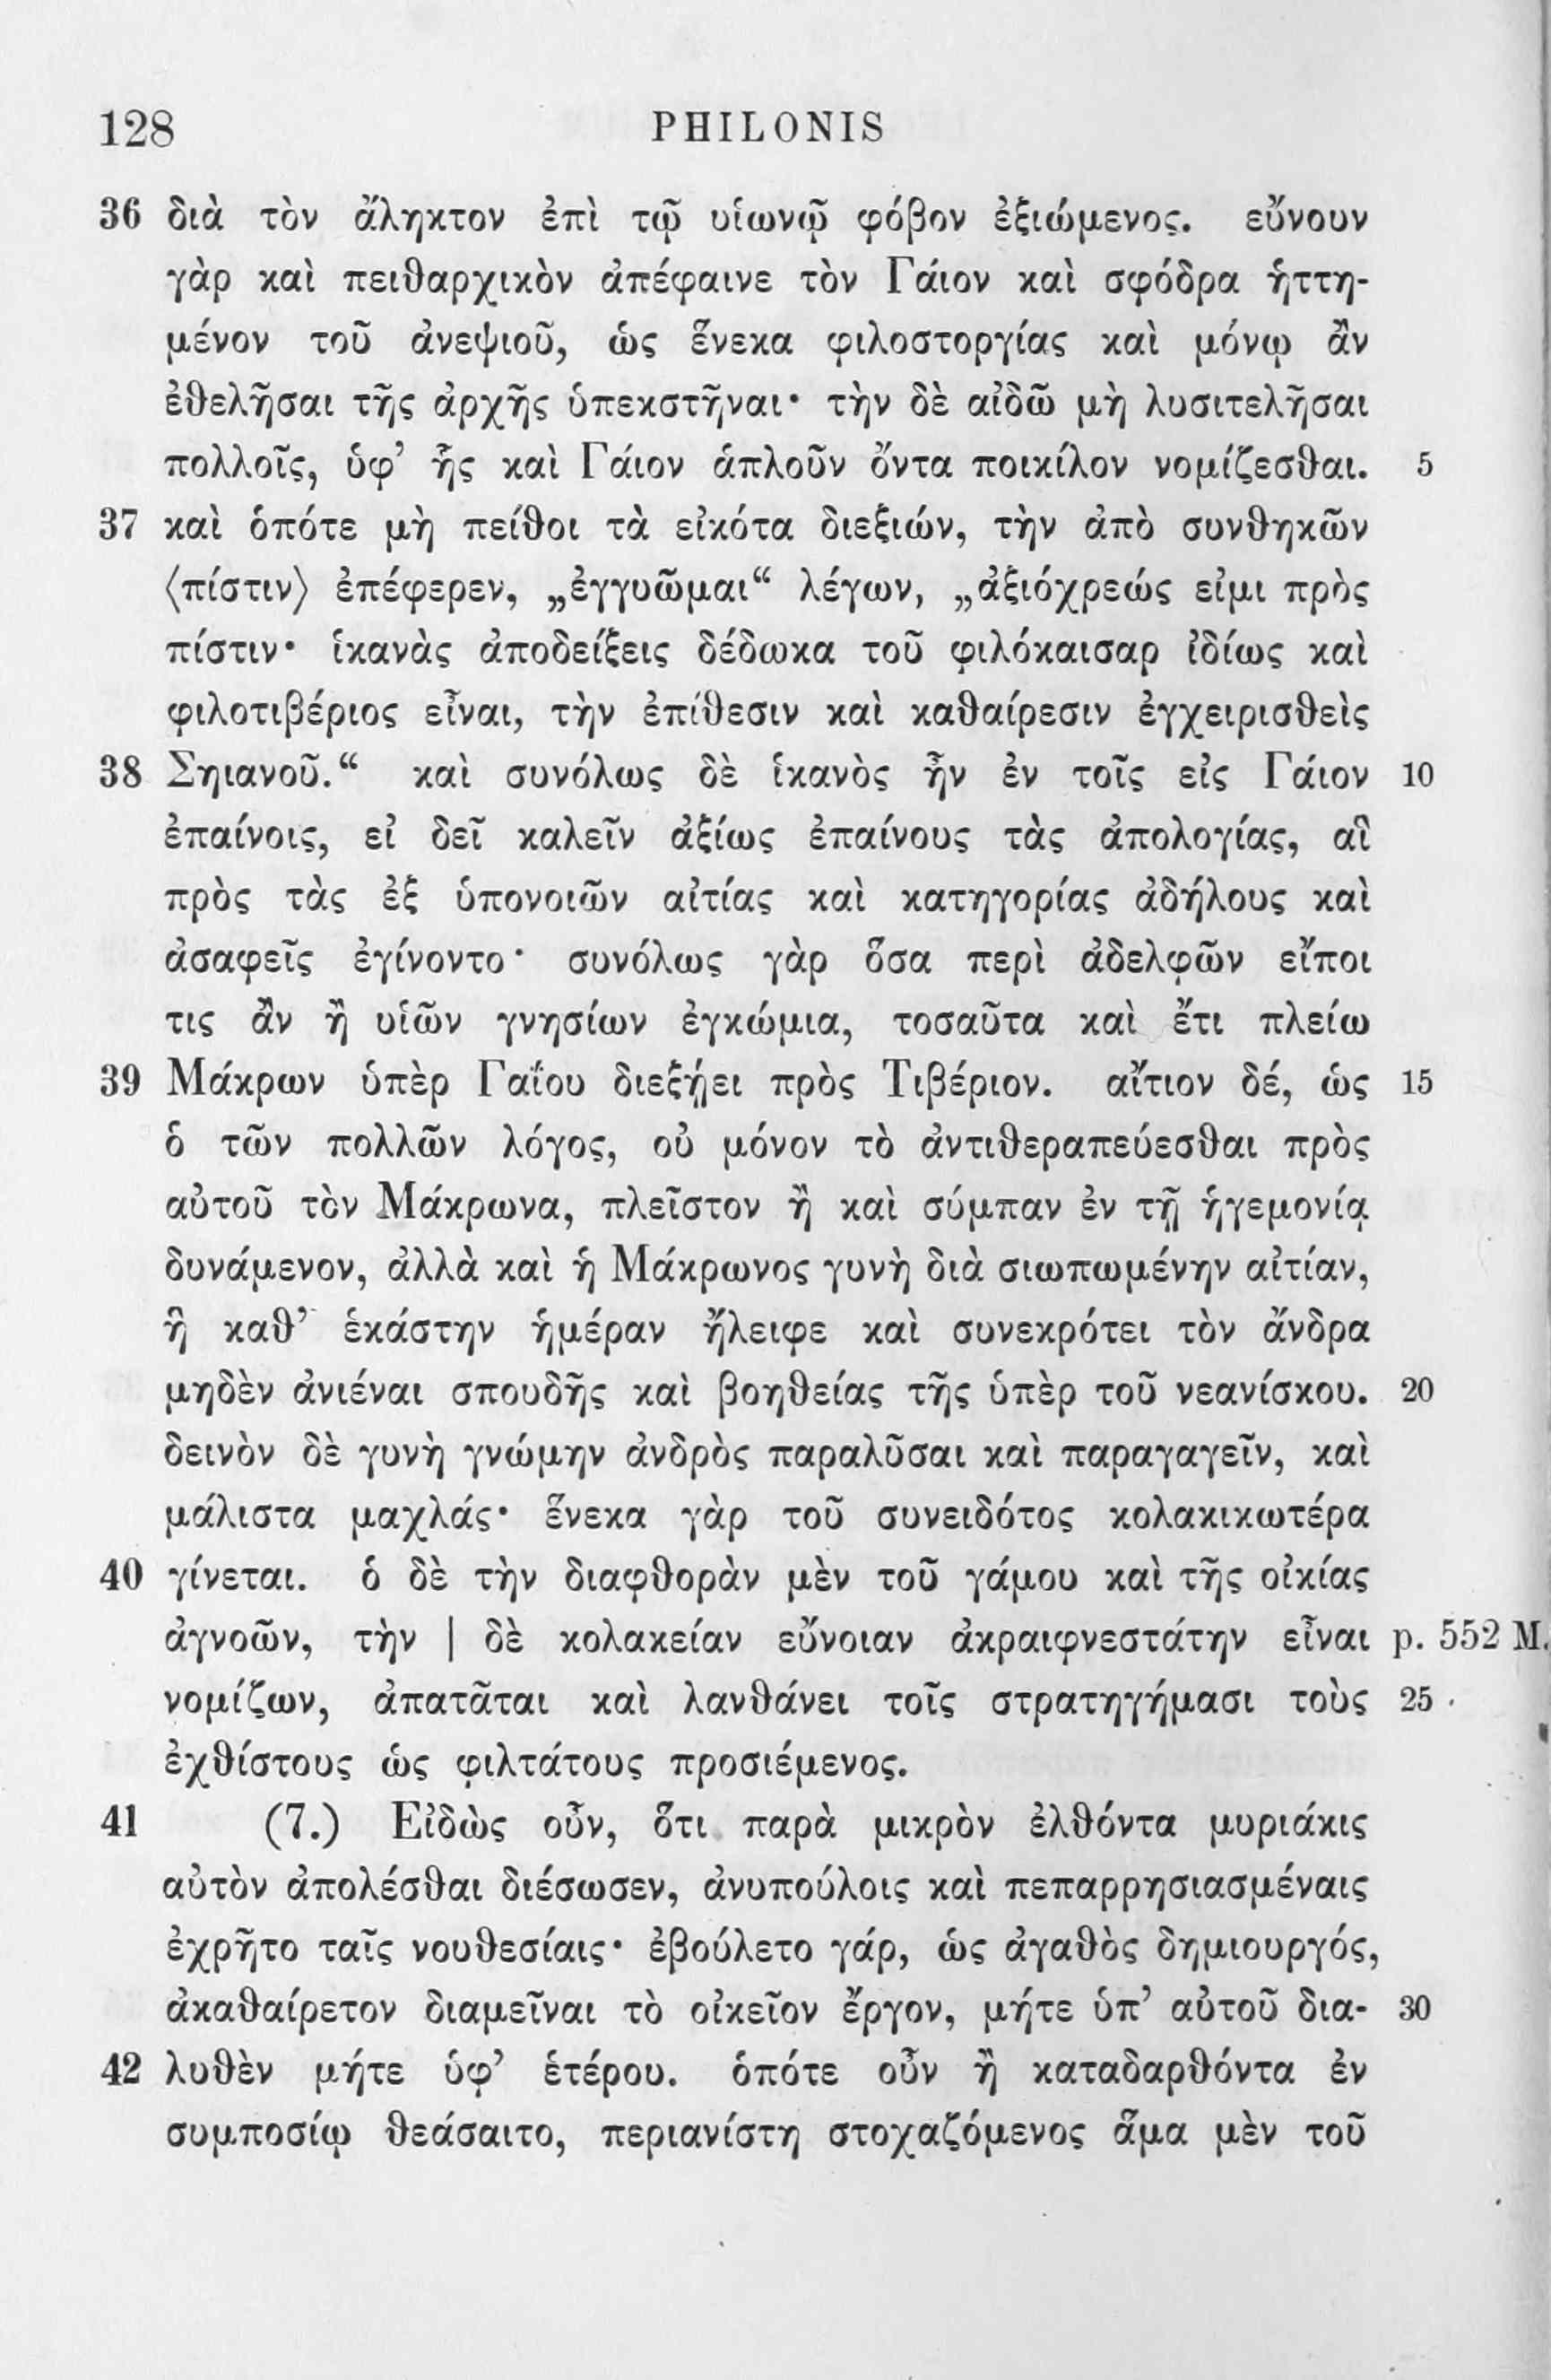 128 PHILONIS
36 διὰ τὸν ἄληκτον ἐπὶ τῷ υἱωνῷ φόβον ἐξιώμενος. εὔνουν
γὰρ καὶ πειθαρχικὸν ἀπέφαινε τὸν Γάιον καὶ σφόδρα ἡττη-
μένον τοῦ ἀνεψιοῦ, ὡς ἕνεκα φιλοστοργίας καὶ μόνῳ ἂν
ἐθελῆσαι τῆς ἀρχῆς ὑπεκστῆναι· τὴν δὲ αἰδῶ μὴ λυσιτελῆσαι
πολλοῖς, ὑφ’ ἧς καὶ Γάιον ἁπλοῦν ὄντα ποικίλον νομίζεσθαι. 5
37 καὶ ὁπότε μὴ πείθοι τὰ εἰκότα διεξιών, τὴν ἀπὸ συνθηκῶν
⟨πίστιν⟩ ἐπέφερεν, „ἐγγυῶμαι“ λέγων, „ἀξιόχρεώς εἰμι πρὸς
πίστιν· ἱκανὰς ἀποδείξεις δέδωκα τοῦ φιλόκαισαρ ἰδίως καὶ
φιλοτιβέριος εἶναι, τὴν ἐπίθεσιν καὶ καθαίρεσιν ἐγχειρισθεὶς
38 Σηιανοῦ.“ καὶ συνόλως δὲ ἱκανὸς ἦν ἐν τοῖς εἰς Γάιον 10
ἐπαίνοις, εἰ δεῖ καλεῖν ἀξίως ἐπαίνους τὰς ἀπολογίας, αἳ
πρὸς τὰς ἐξ ὑπονοιῶν αἰτίας καὶ κατηγορίας ἀδήλους καὶ
ἀσαφεῖς ἐγίνοντο· συνόλως γὰρ ὅσα περὶ ἀδελφῶν εἴποι
τις ἂν ἢ υἱῶν γνησίων ἐγκώμια, τοσαῦτα καὶ ἔτι πλείω
39 Μάκρων ὑπὲρ Γαΐου διεξῄει πρὸς Τιβέριον. αἴτιον δέ, ὡς 15
ὁ τῶν πολλῶν λόγος, οὐ μόνον τὸ ἀντιθεραπεύεσθαι πρὸς
αὐτοῦ τὸν Μάκρωνα, πλεῖστον ἢ καὶ σύμπαν ἐν τῇ ἡγεμονίᾳ
δυνάμενον, ἀλλὰ καὶ ἡ Μάκρωνος γυνὴ διὰ σιωπωμένην αἰτίαν,
ἣ καθ’ ἑκάστην ἡμέραν ἤλειφε καὶ συνεκρότει τὸν ἄνδρα
μηδὲν ἀνιέναι σπουδῆς καὶ βοηθείας τῆς ὑπὲρ τοῦ νεανίσκου. 20
δεινὸν δὲ γυνὴ γνώμην ἀνδρὸς παραλῦσαι καὶ παραγαγεῖν, καὶ
μάλιστα μαχλάς· ἕνεκα γὰρ τοῦ συνειδότος κολακικωτέρα
40 γίνεται. ὁ δὲ τὴν διαφθορὰν μὲν τοῦ γάμου καὶ τῆς οἰκίας
ἀγνοῶν, τὴν | δὲ κολακείαν εὔνοιαν ἀκραιφνεστάτην εἶναι p. 552 M.
νομίζων, ἀπατᾶται καὶ λανθάνει τοῖς στρατηγήμασι τοὺς 25
ἐχθίστους ὡς φιλτάτους προσιέμενος.
41 (7.) Εἰδὼς οὖν, ὅτι παρὰ μικρὸν ἐλθόντα μυριάκις
αὐτὸν ἀπολέσθαι διέσωσεν, ἀνυπούλοις καὶ πεπαρρησιασμέναις
ἐχρῆτο ταῖς νουθεσίαις· ἐβούλετο γάρ, ὡς ἀγαθὸς δημιουργός,
ἀκαθαίρετον διαμεῖναι τὸ οἰκεῖον ἔργον, μήτε ὑπ’ αὐτοῦ δια- 30
42 λυθὲν μήτε ὑφ’ ἑτέρου. ὁπότε οὖν ἢ καταδαρθόντα ἐν
συμποσίῳ θεάσαιτο, περιανίστη στοχαζόμενος ἅμα μὲν τοῦ